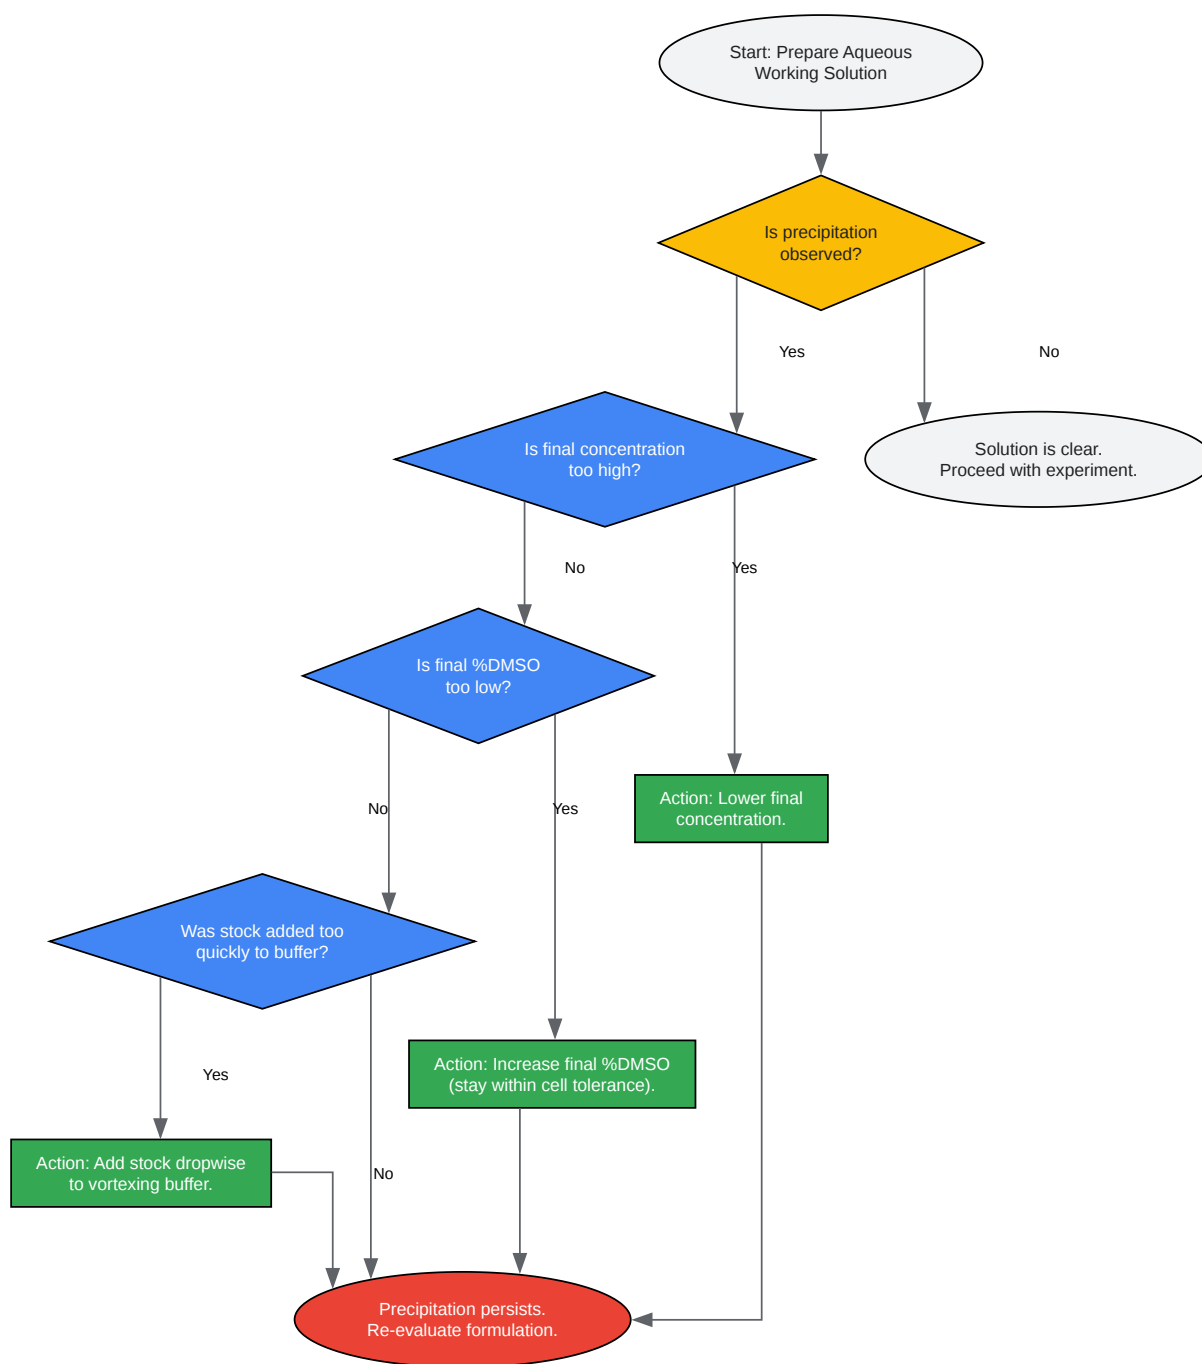 Start: Prepare Aqueous
Working Solution
Is precipitation
observed?
Yes
No
Is final concentration
too high?
Solution is clear.
Proceed with experiment.
No
Yes
Is final %DMSO
too low?
No
Yes
Action: Lower final
concentration.
Was stock added too
quickly to buffer?
Yes
Action: Increase final %DMSO
(stay within cell tolerance).
Action: Add stock dropwise
to vortexing buffer.
No
Precipitation persists.
Re-evaluate formulation.